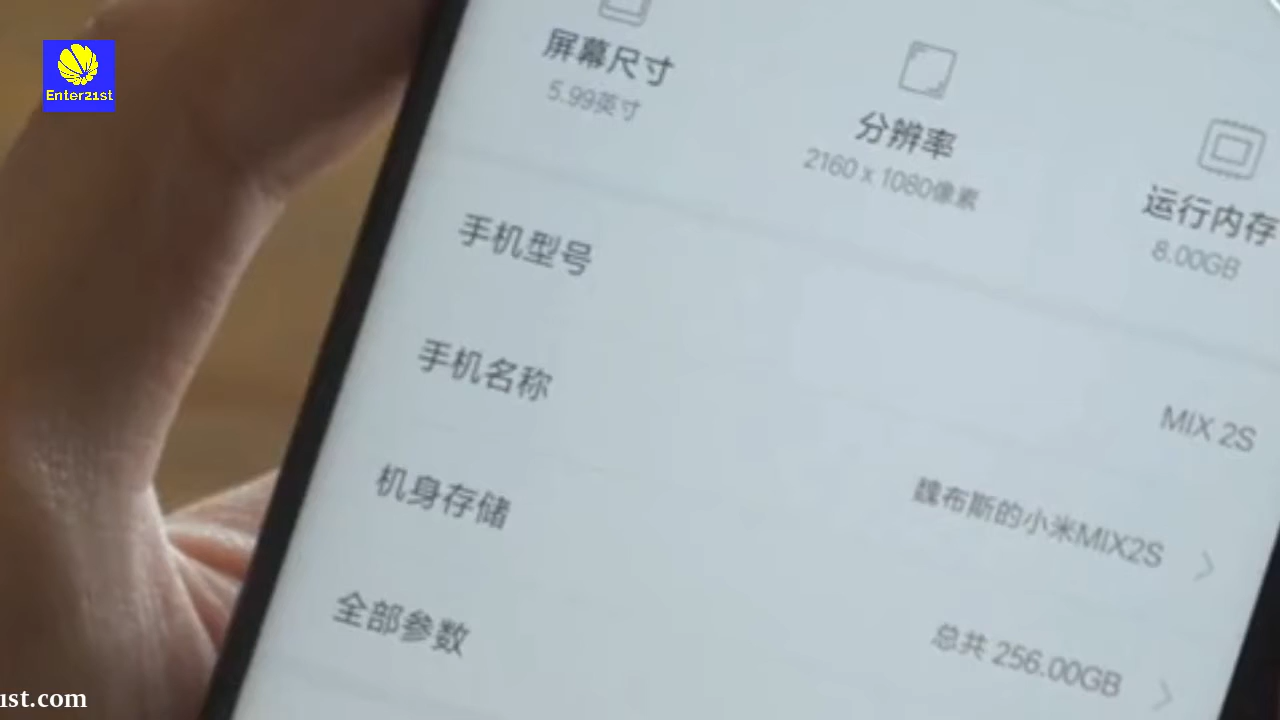 Enter21st
屏幕尺寸
5.99英寸
分辨率
2160 x 1080像素
运行内存
8.00GB
手机型号
MIX 2S
手机名称
魏布斯的小米MIX2S
机身存储
总共 256.00GB
全部参数
ust.com